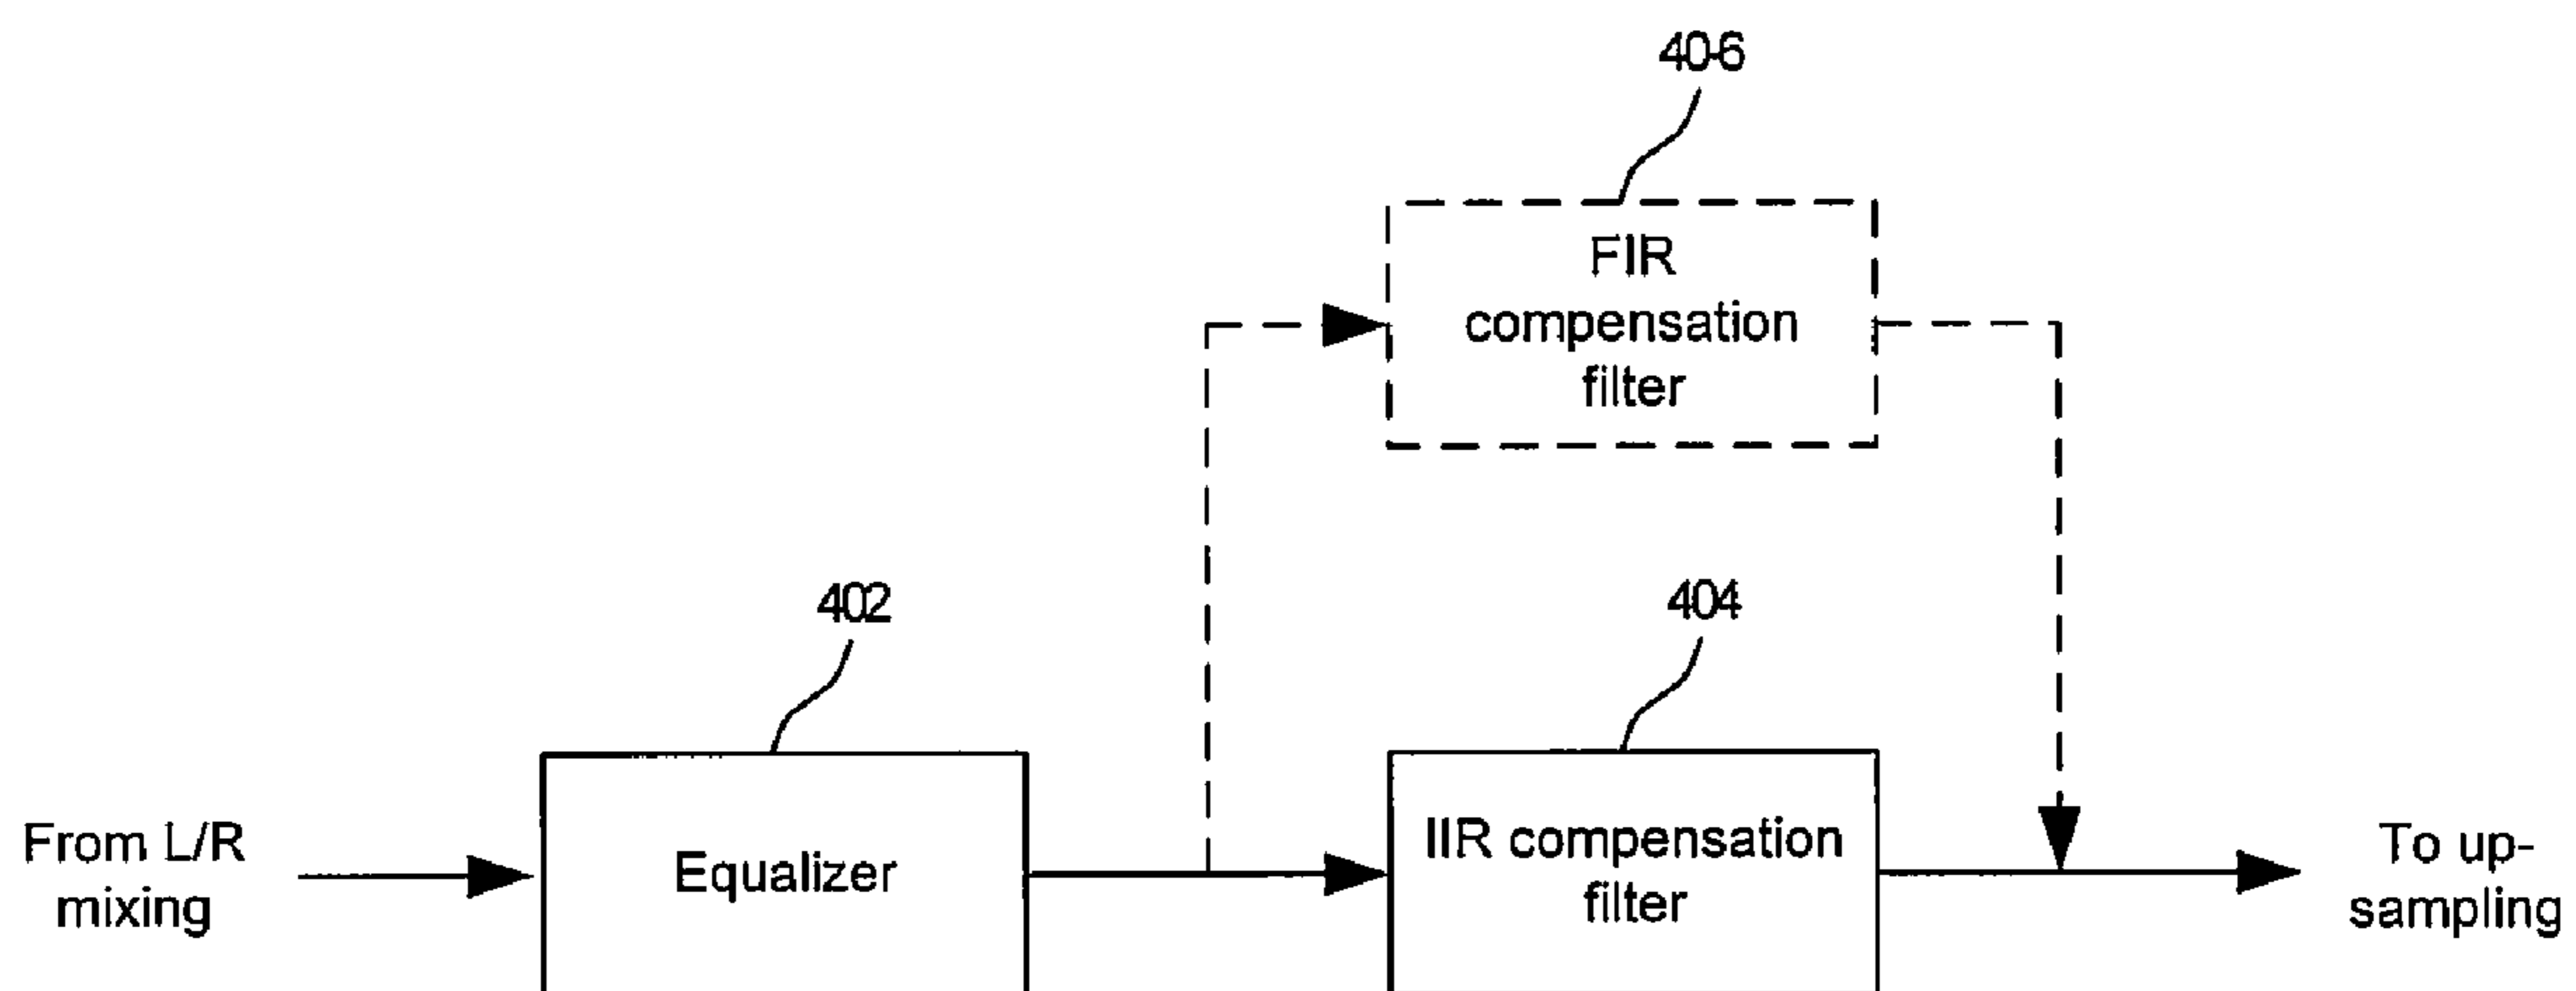 406
FIR
compensation
filter
402
404
From L/R
mixing
Equalizer
IIR compensation
filter
To up-
sampling